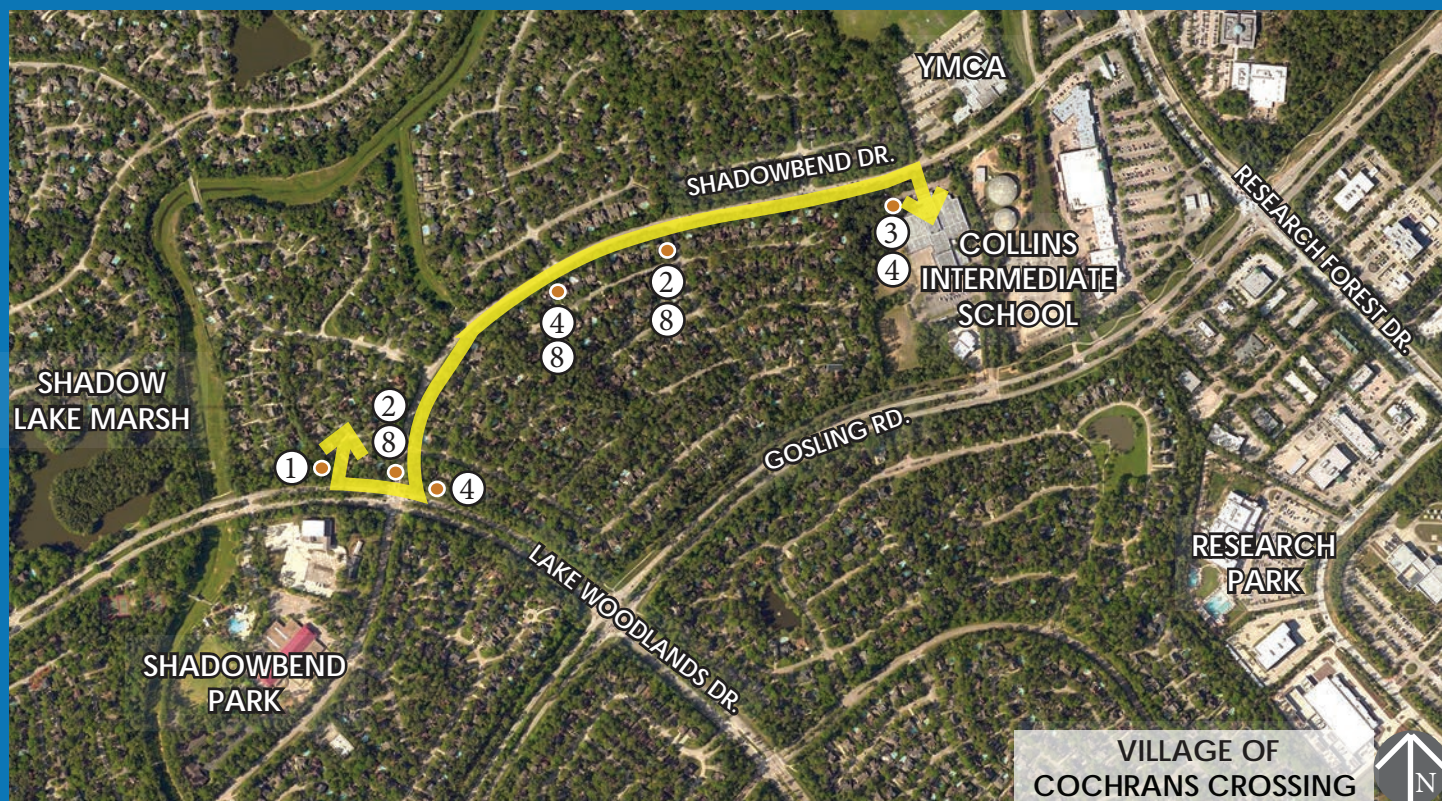 YMCA
SHADOWBEND DR.
RESEARCH FOREST DR.
3
4
COLLINS
INTERMEDIATE
SCHOOL
2
8
4
8
SHADOW
LAKE MARSH
2
8
1
4
GOSLING RD.
LAKE WOODLANDS DR.
RESEARCH
PARK
SHADOWBEND
PARK
VILLAGE OF
COCHRANS CROSSING
N